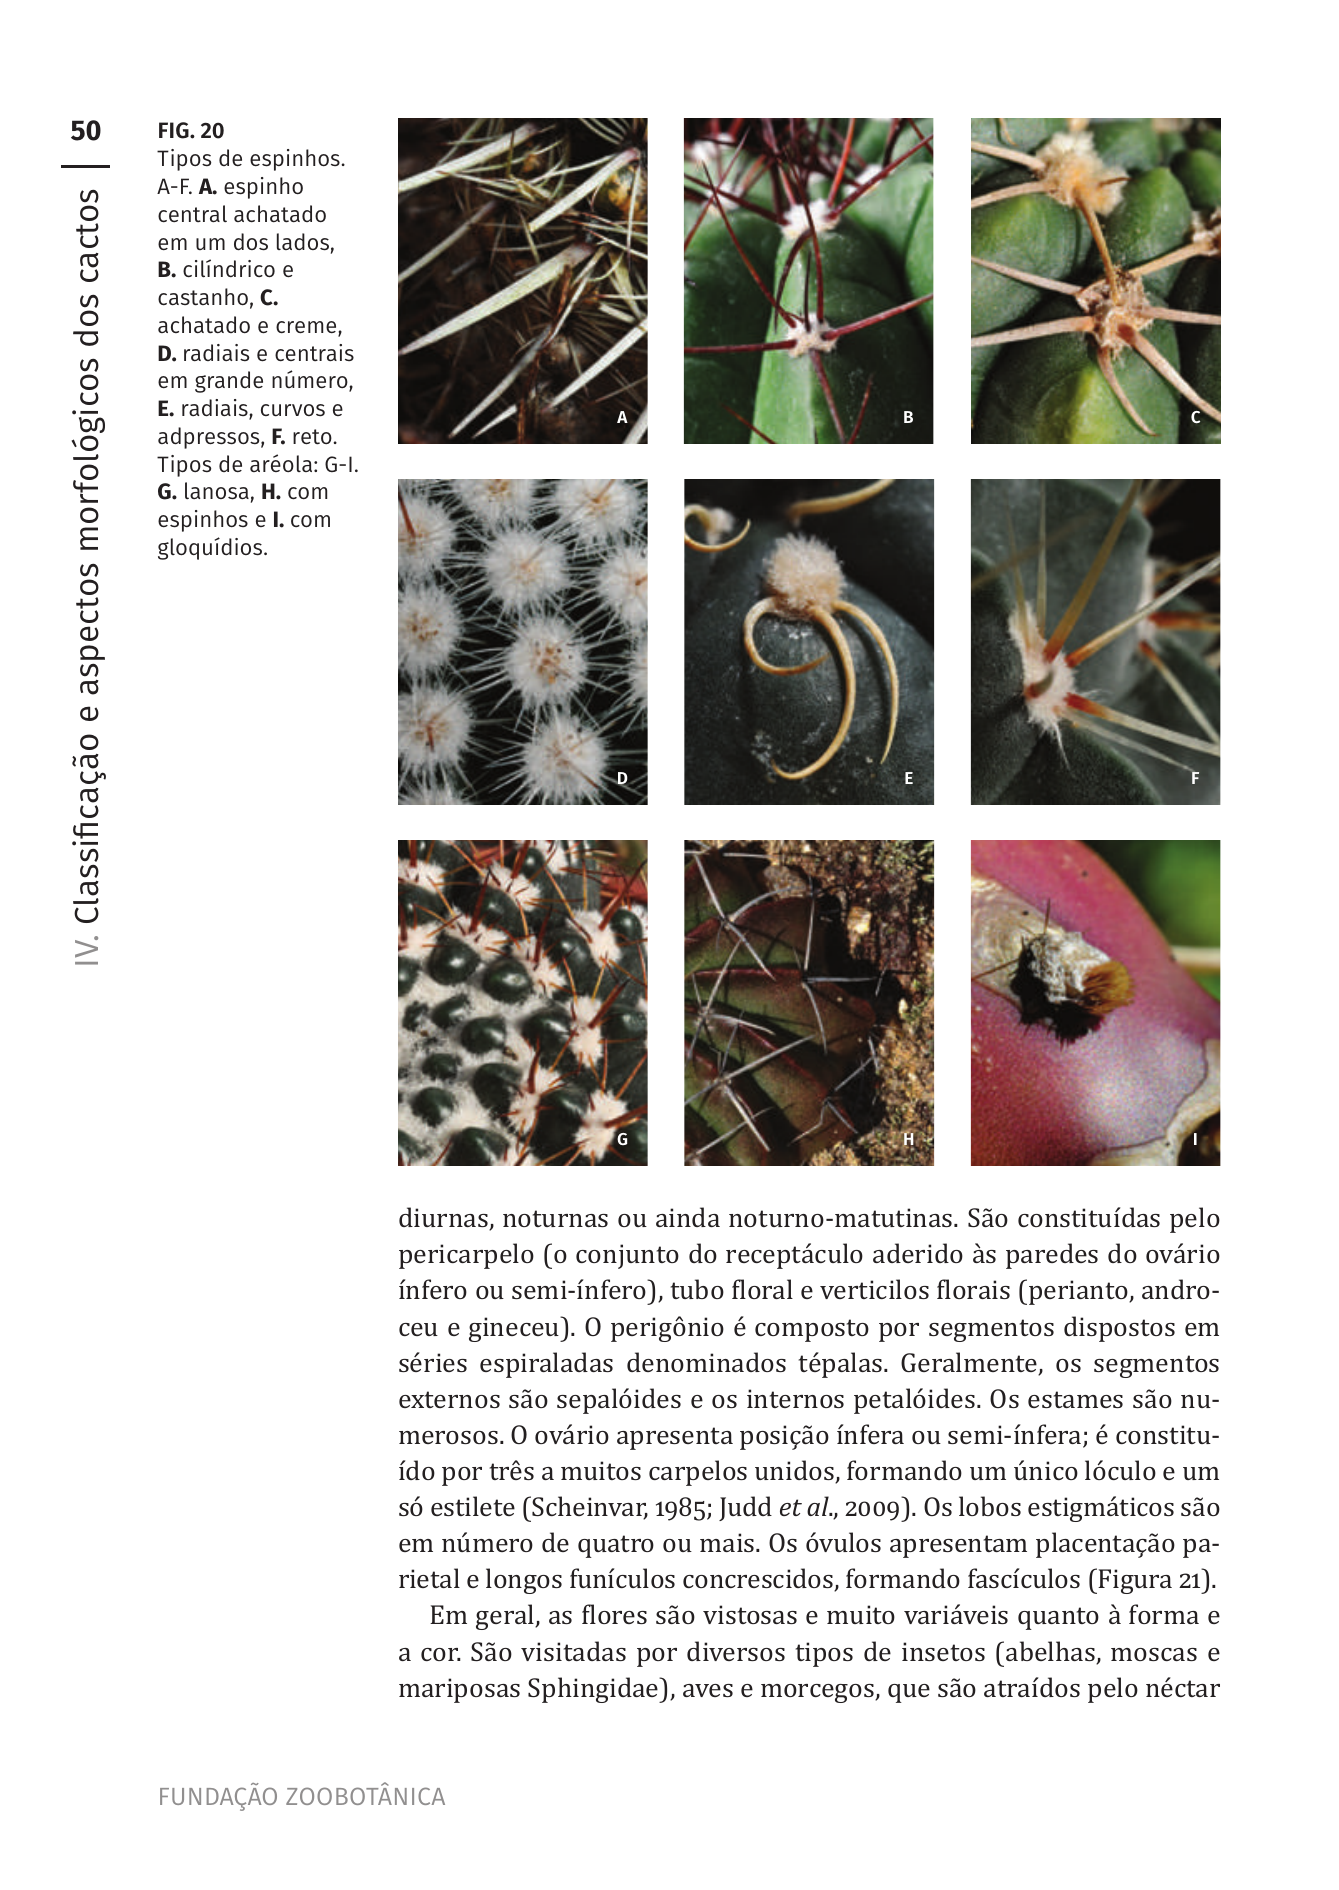 50
IV. Classificação e aspectos morfológicos dos cactos
FIG. 20
Tipos de espinhos.
A-F. A. espinho
central achatado
em um dos lados,
B. cilíndrico e
castanho, C.
achatado e creme,
D. radiais e centrais
em grande número,
E. radiais, curvos e
adpressos, F. reto.
Tipos de aréola: G-I.
G. lanosa, H. com
espinhos e I. com
gloquídios.
A
B
C
D
E
F
G
H
I
diurnas, noturnas ou ainda noturno-matutinas. São constituídas pelo
pericarpelo (o conjunto do receptáculo aderido às paredes do ovário
ínfero ou semi-ínfero), tubo floral e verticilos florais (perianto, andro-
ceu e gineceu). O perigônio é composto por segmentos dispostos em
séries espiraladas denominados tépalas. Geralmente, os segmentos
externos são sepalóides e os internos petalóides. Os estames são nu-
merosos. O ovário apresenta posição ínfera ou semi-ínfera; é constitu-
ído por três a muitos carpelos unidos, formando um único lóculo e um
só estilete (Scheinvar, 1985; Judd et al., 2009). Os lobos estigmáticos são
em número de quatro ou mais. Os óvulos apresentam placentação pa-
rietal e longos funículos concrescidos, formando fascículos (Figura 21).
Em geral, as flores são vistosas e muito variáveis quanto à forma e
a cor. São visitadas por diversos tipos de insetos (abelhas, moscas e
mariposas Sphingidae), aves e morcegos, que são atraídos pelo néctar
FUNDAÇÃO ZOOBOTÂNICA